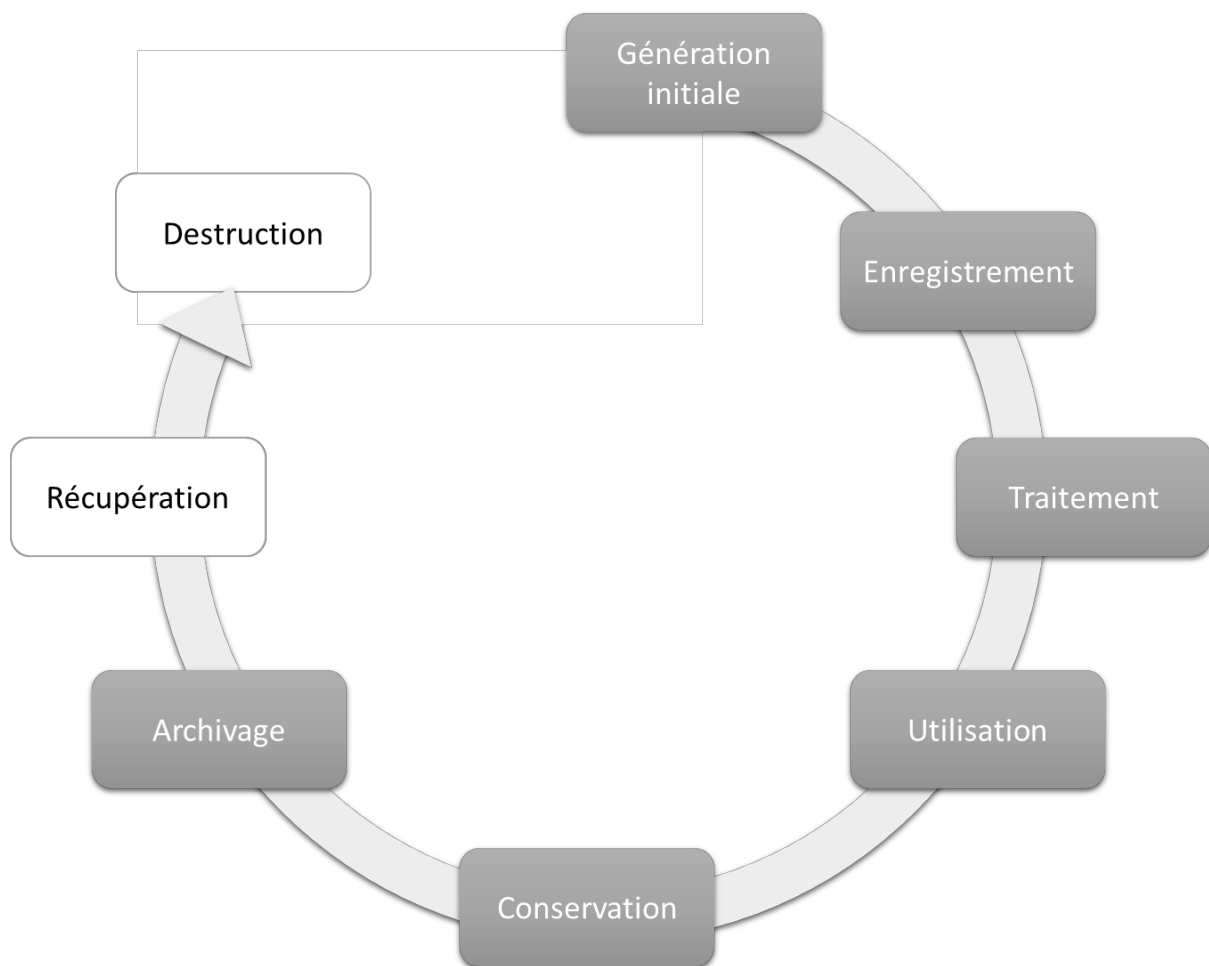 Génération
initiale
Enregistrement
Traitement
Utilisation
Conservation
Archivage
Récupération
Destruction